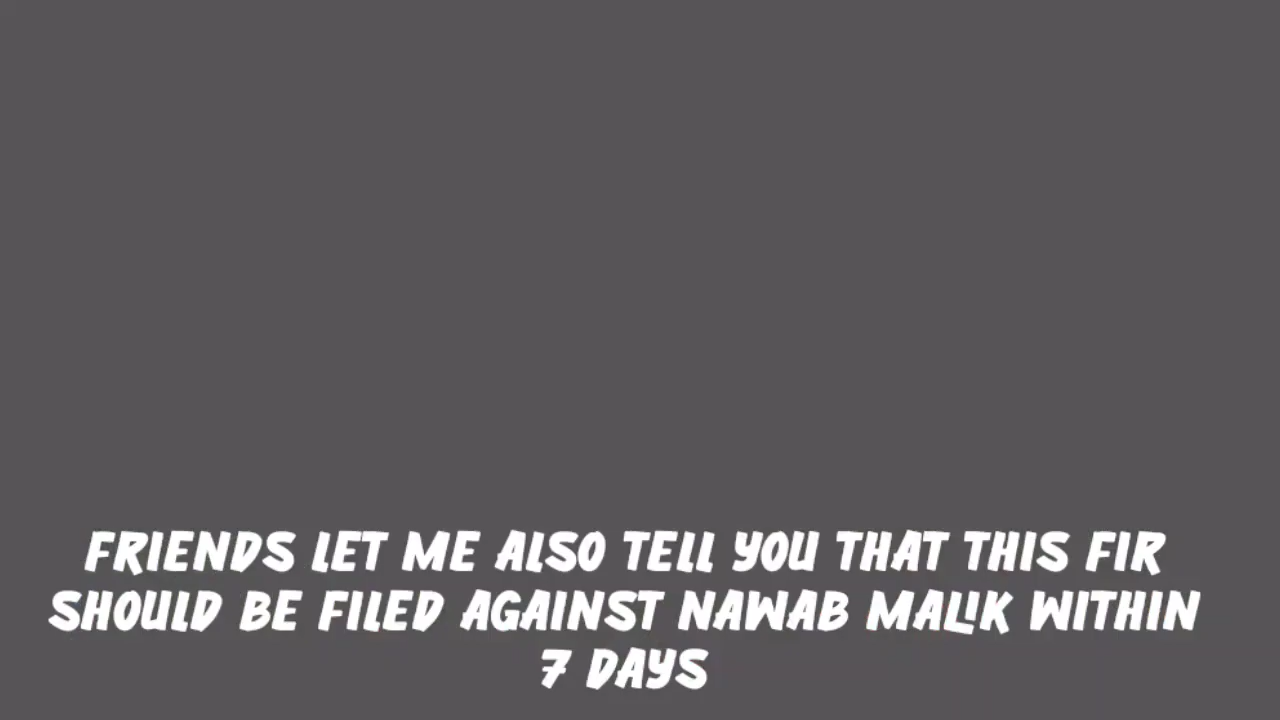 FRIENDS LET ME ALSO TELL YOU THAT THIS FIR
SHOULD BE FILED AGAINST NAWAB MALIK WITHIN
7 DAYS